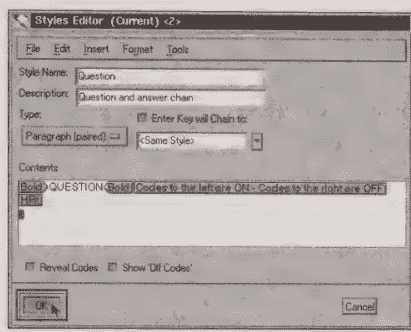 Styles Editor (Current) <2>
File Edit Insert Format Tools
Style Name: Question
Description: Question and answer chain
Type: Enter Key will Chain to:
Paragraph (paired) <Same Style>
Contents
Bold QUESTION Bold Codes to the left are ON - Codes to the right are OFF
HRt
Reveal Codes Show 'Off Codes'
OK Cancel